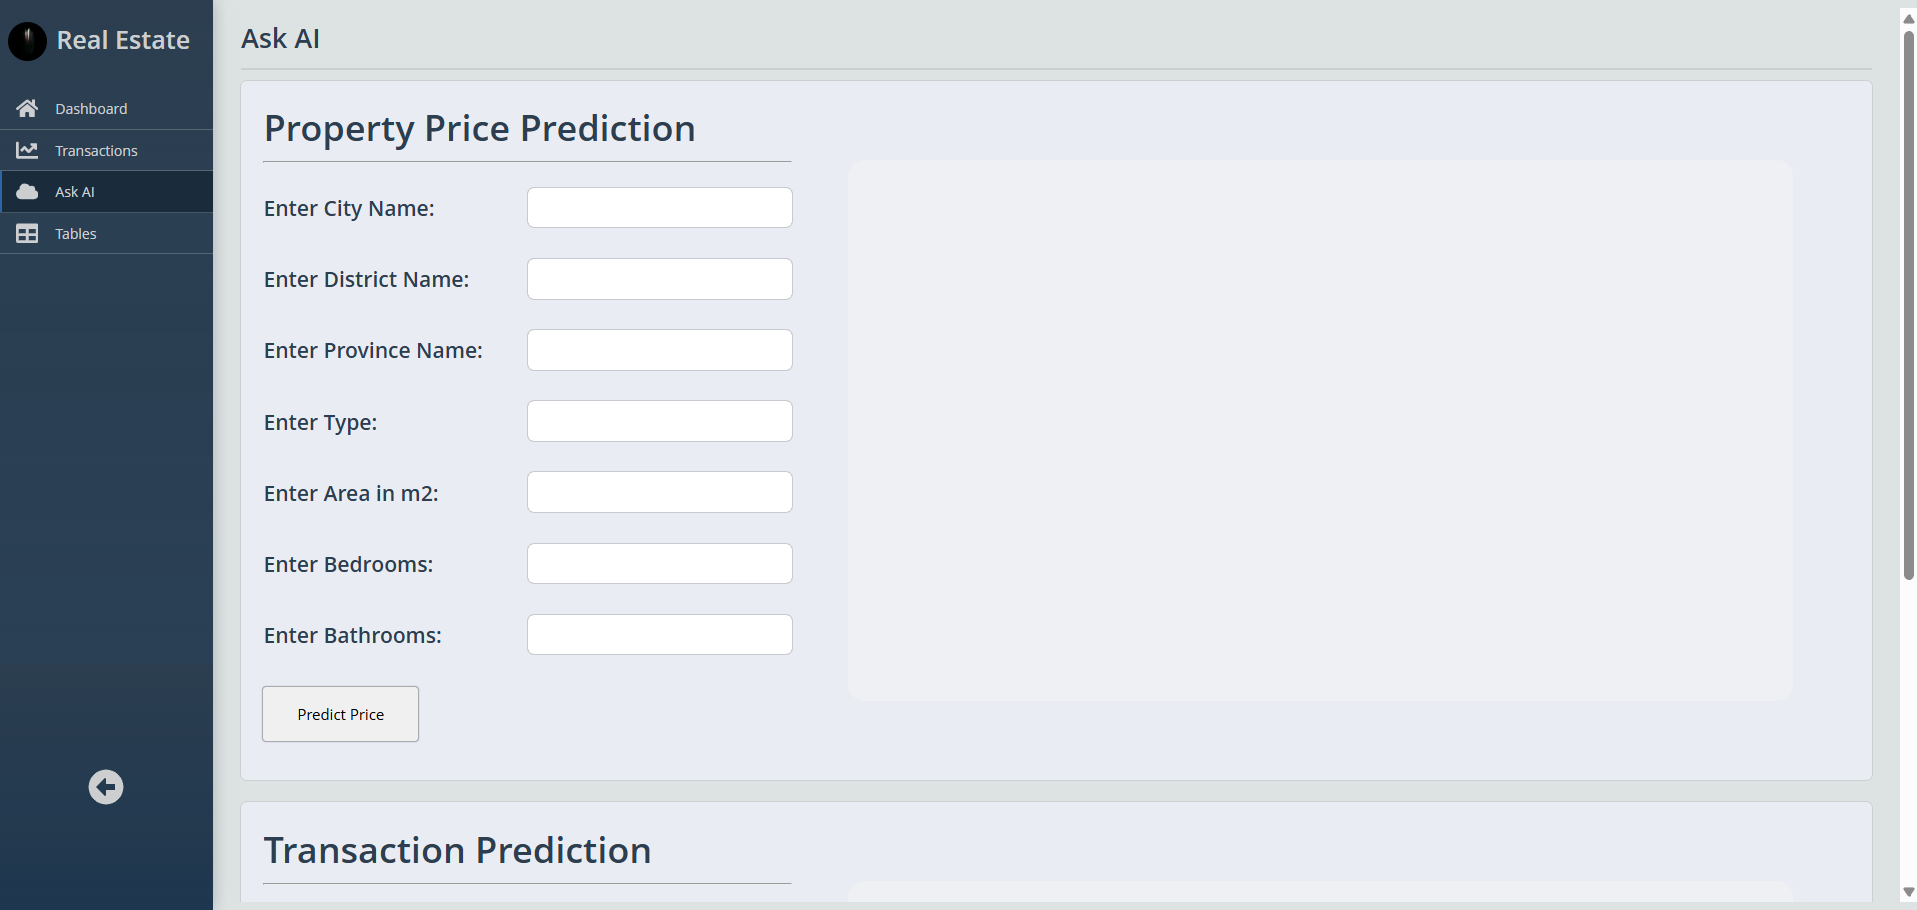 Real Estate
Dashboard
Transactions
Ask AI
Tables
Ask AI
Property Price Prediction
Enter City Name:
Enter District Name:
Enter Province Name:
Enter Type:
Enter Area in m2:
Enter Bedrooms:
Enter Bathrooms:
Predict Price
Transaction Prediction